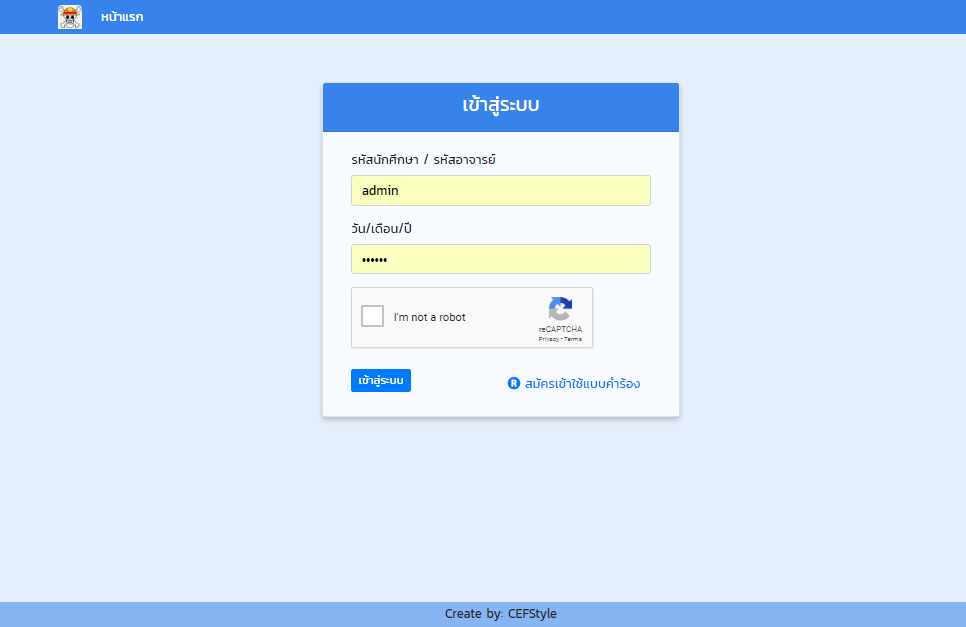 หน้าแรก
เข้าสู่ระบบ
รหัสนักศึกษา / รหัสอาจารย์
admin
วัน/เดือน/ปี
••••••
I'm not a robot
reCAPTCHA
Privacy - Terms
เข้าสู่ระบบ
R สมัครเข้าใช้แบบคำร้อง
Create by: CEFStyle